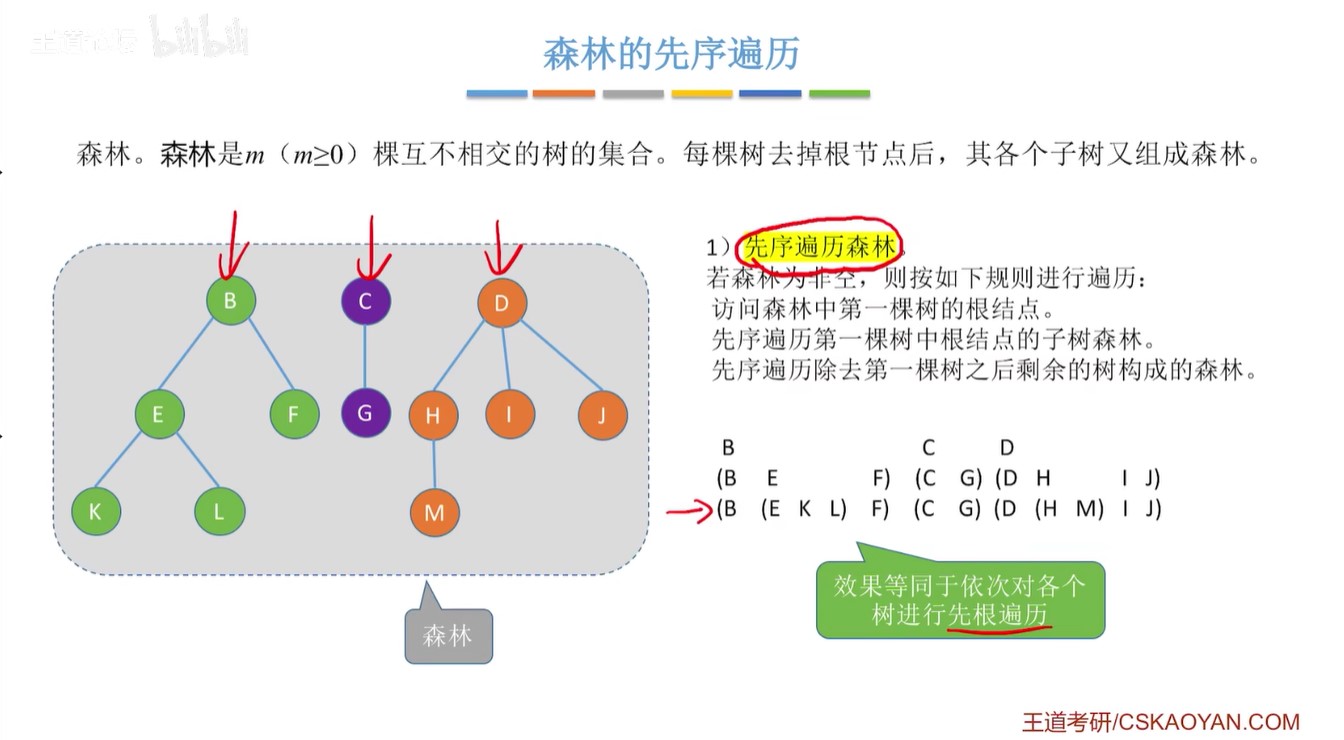 王道论坛 bilibili
森林的先序遍历
森林。森林是m（m≥0）棵互不相交的树的集合。每棵树去掉根节点后，其各个子树又组成森林。
B C D
E F G H I J
K L M
森林
1）先序遍历森林。
若森林为非空，则按如下规则进行遍历：
访问森林中第一棵树的根结点。
先序遍历第一棵树中根结点的子树森林。
先序遍历除去第一棵树之后剩余的树构成的森林。
B C D
(B E F) (C G) (D H I J)
(B (E K L) F) (C G) (D (H M) I J)
效果等同于依次对各个
树进行先根遍历
王道考研/CSKAOYAN.COM